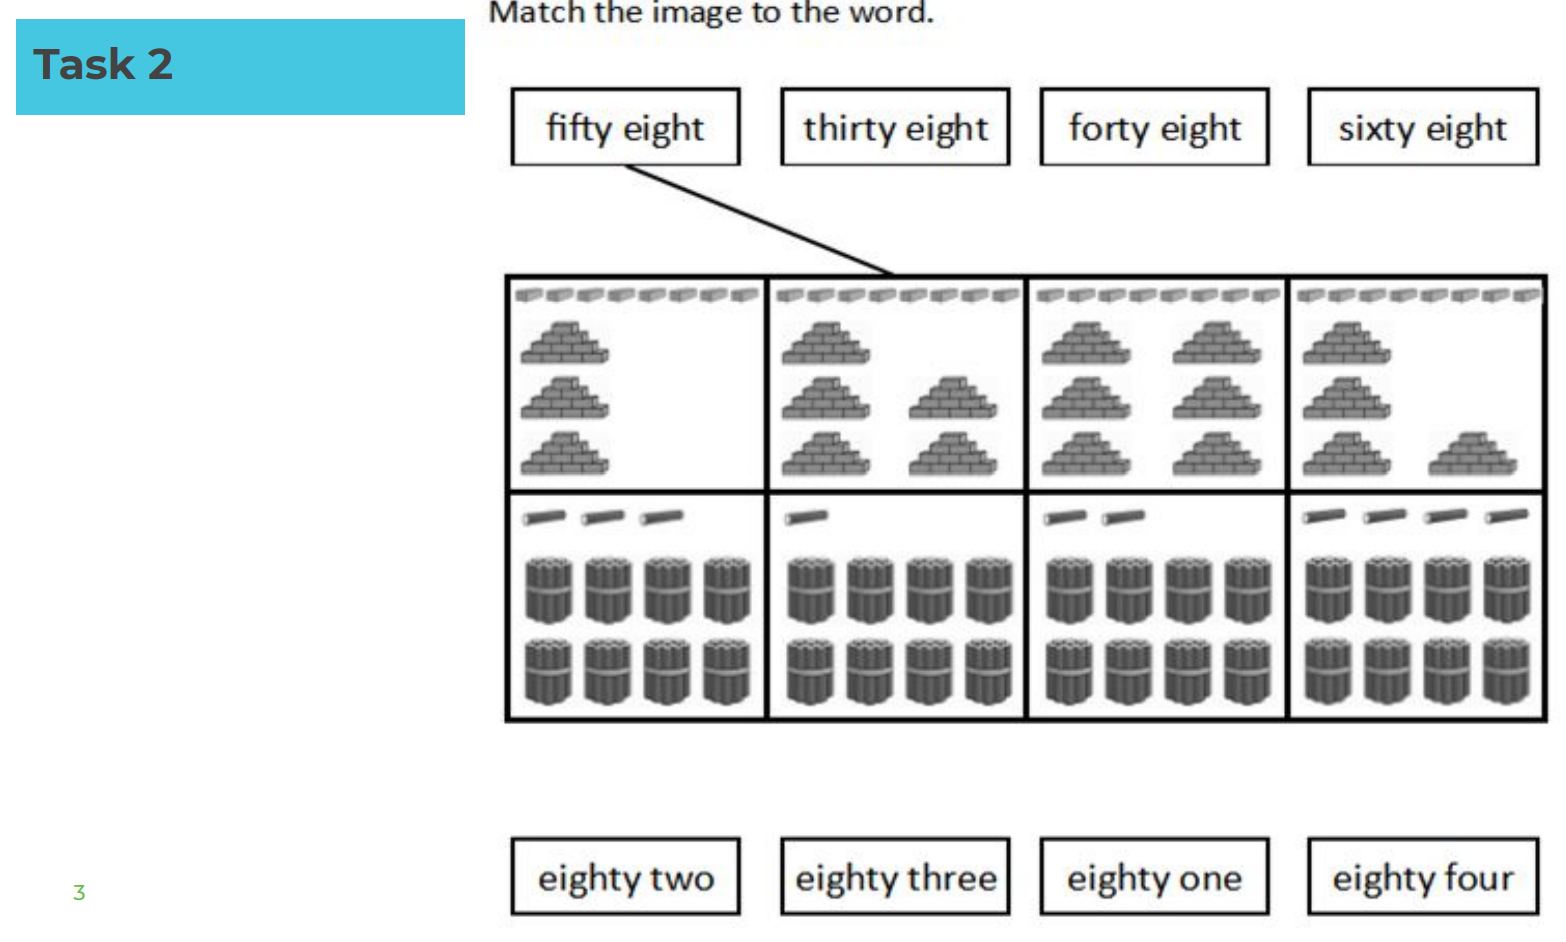 Match the image to the word.
Task 2
fifty eight
thirty eight
forty eight
sixty eight
eighty two
eighty three
eighty one
eighty four
3